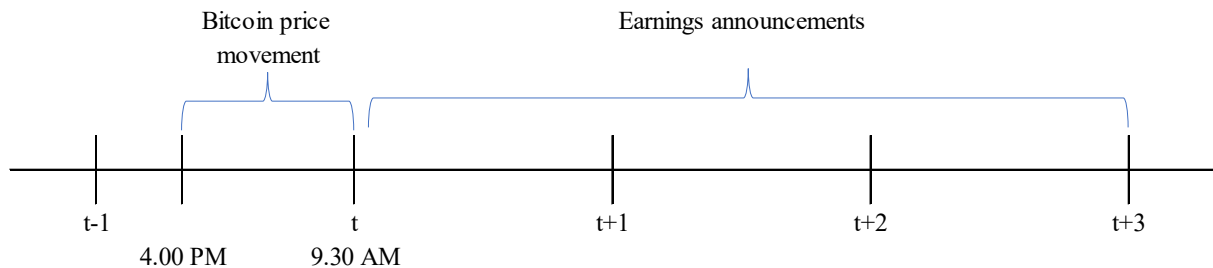 Bitcoin price
movement
Earnings announcements
t-1
t
t+1
t+2
t+3
4.00 PM
9.30 AM